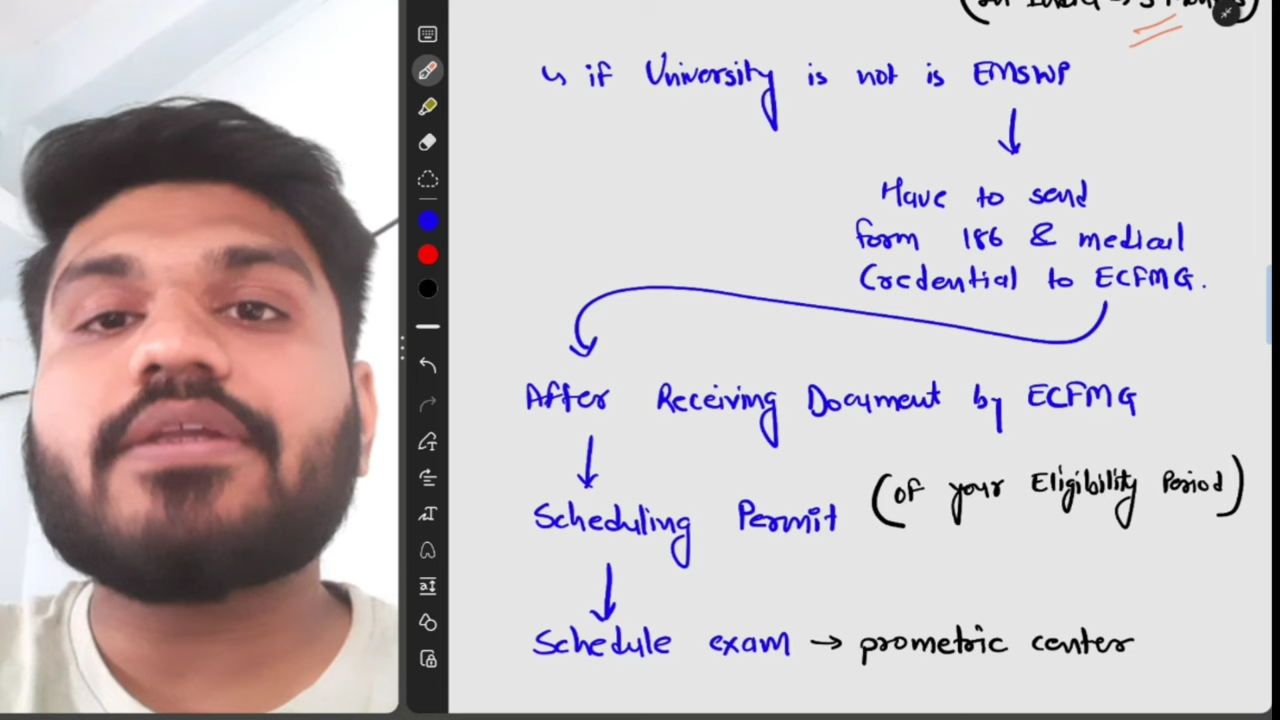 ↳ if University is not is EMSWP
↓
Have to send
form 186 & medical
Credential to ECFMG.
After Receiving Document by ECFMG
↓
Scheduling Permit (of your Eligibility Period)
↓
Schedule exam → prometric center